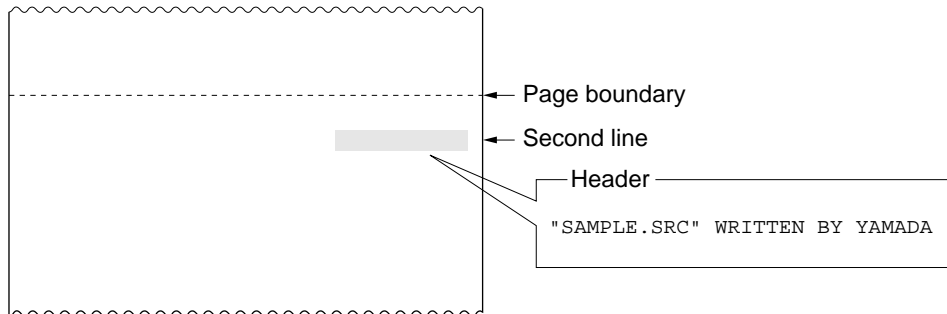 Page boundary
Second line
Header
"SAMPLE.SRC" WRITTEN BY YAMADA